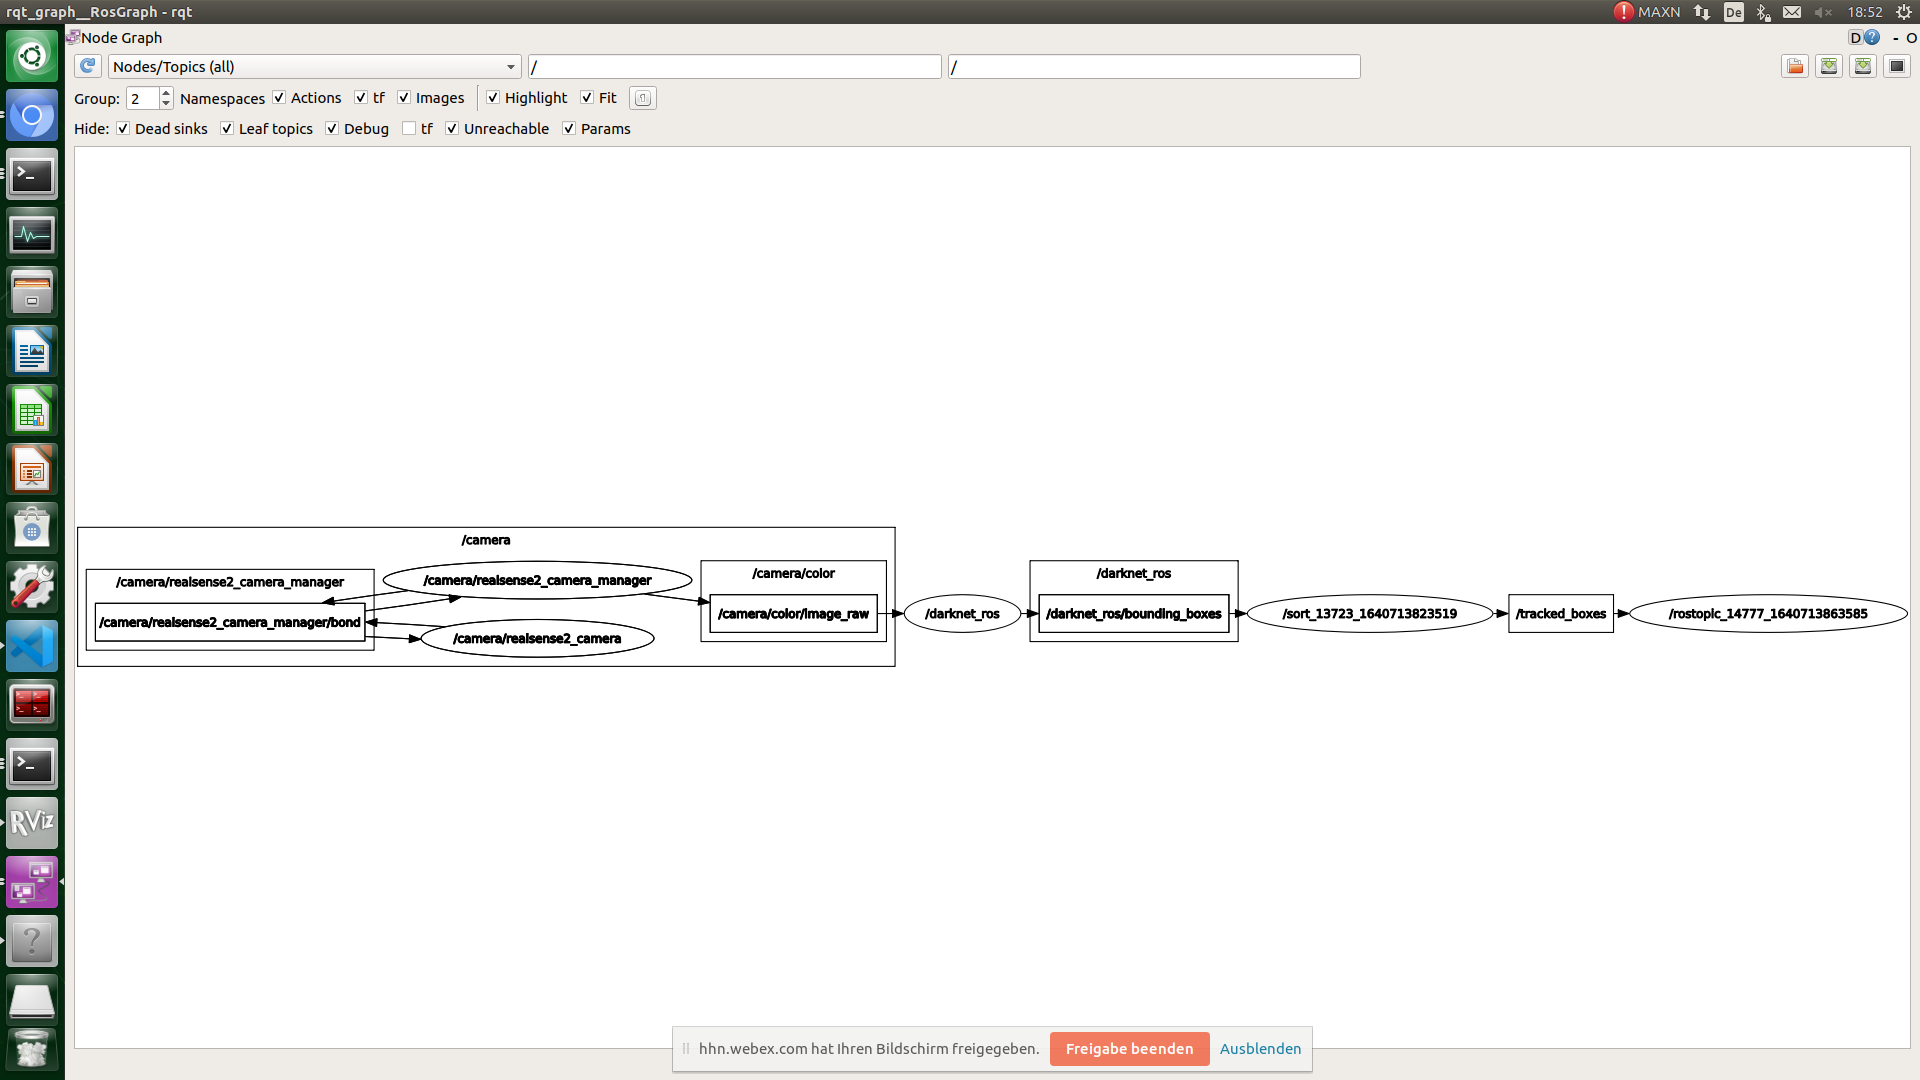 rqt_graph__RosGraph - rqt
MAXN De 18:52
Node Graph
D - O
Nodes/Topics (all) / /
Group: 2 Namespaces Actions tf Images Highlight Fit
Hide: Dead sinks Leaf topics Debug tf Unreachable Params
/camera
/camera/realsense2_camera_manager
/camera/realsense2_camera_manager/bond
/camera/realsense2_camera_manager
/camera/realsense2_camera
/camera/color
/camera/color/image_raw
/darknet_ros
/darknet_ros
/darknet_ros/bounding_boxes
/sort_13723_1640713823519
/tracked_boxes
/rostopic_14777_1640713863585
RViz
hhn.webex.com hat Ihren Bildschirm freigegeben. Freigabe beenden Ausblenden